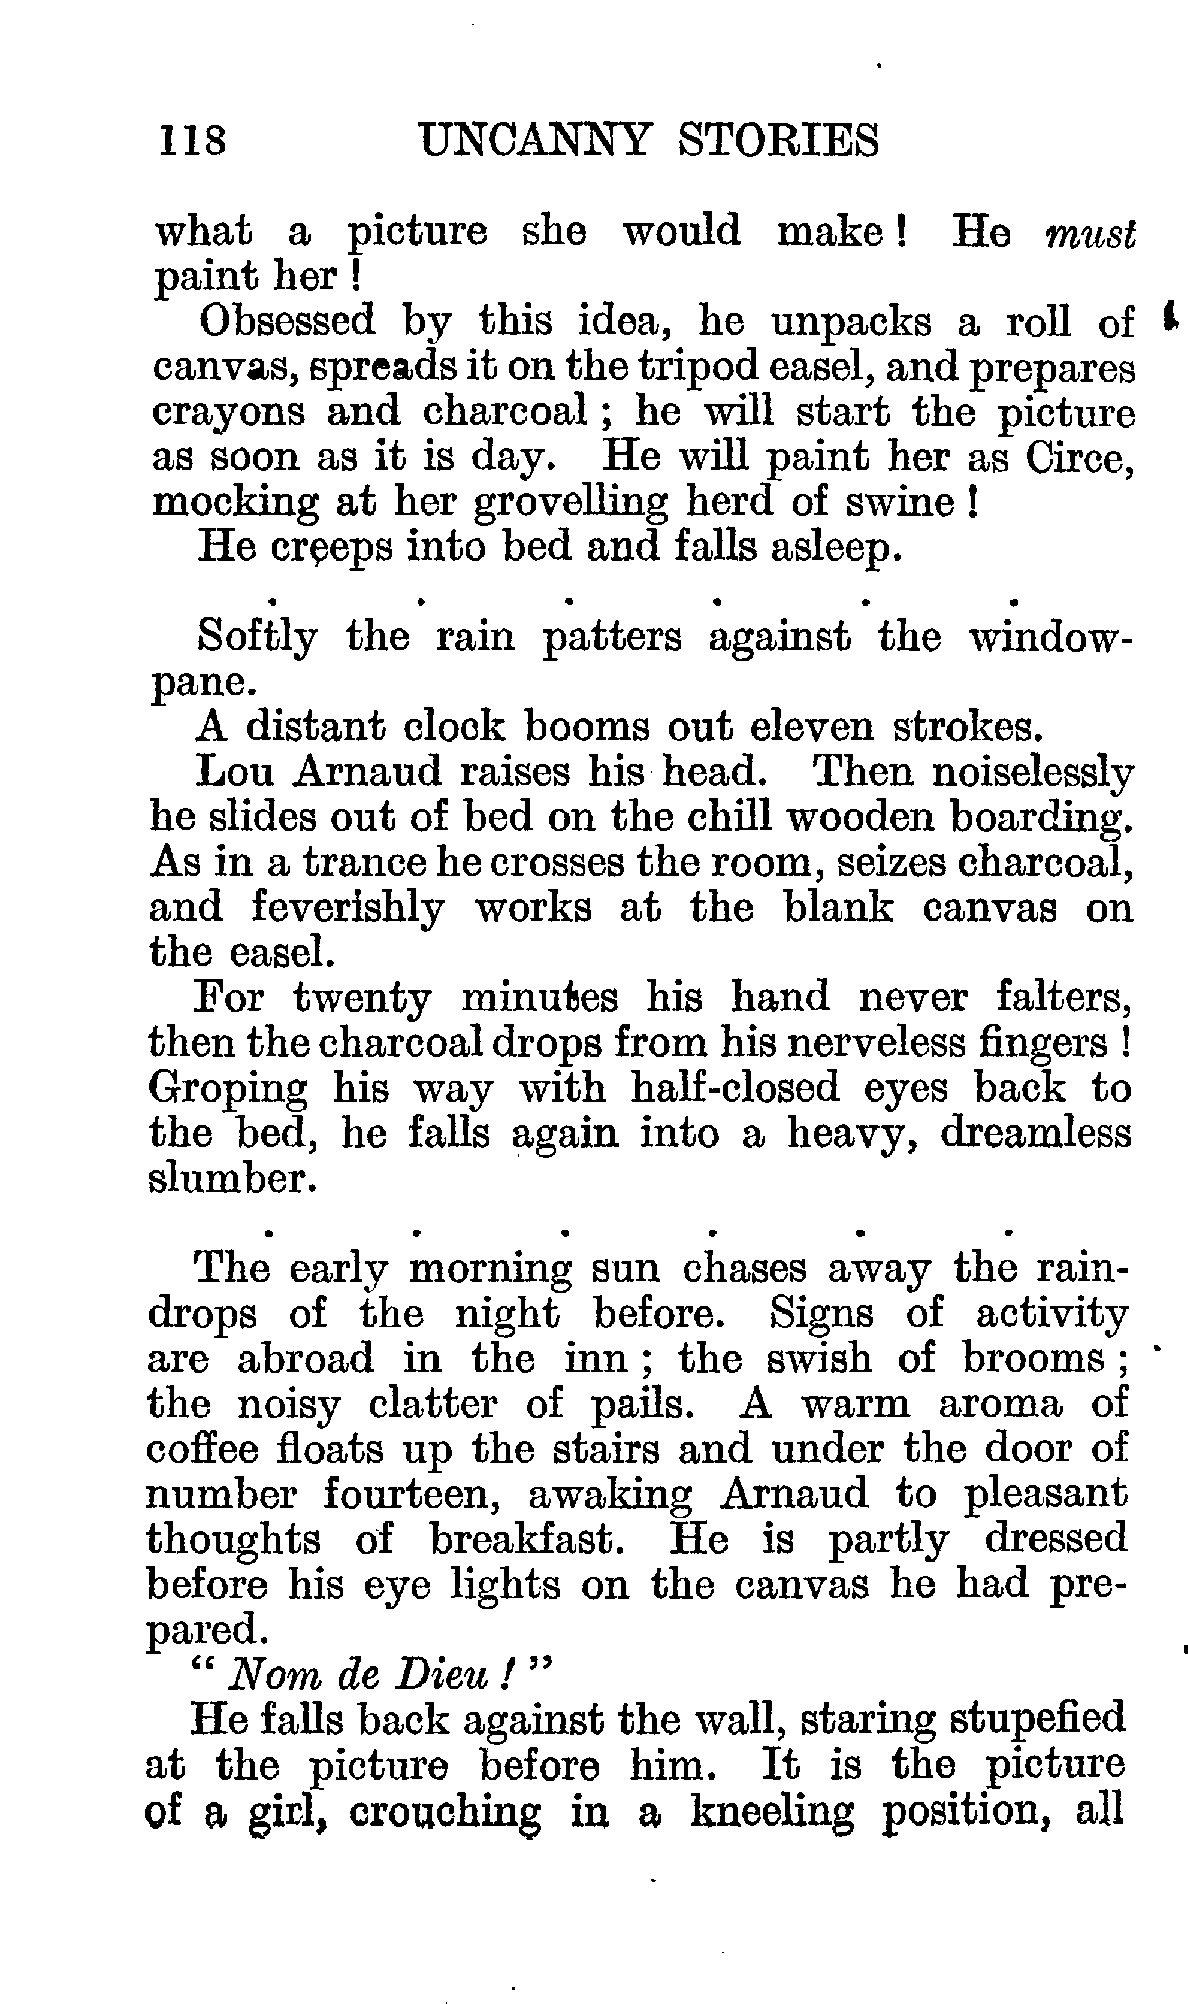 118 UNCANNY STORIES
what a picture she would make ! He must
paint her !
Obsessed by this idea, he unpacks a roll of
canvas, spreads it on the tripod easel, and prepares
crayons and charcoal ; he will start the picture
as soon as it is day. He will paint her as Circe,
mocking at her grovelling herd of swine !
He creeps into bed and falls asleep.
. . . . . .
Softly the rain patters against the window-
pane.
A distant clock booms out eleven strokes.
Lou Arnaud raises his head. Then noiselessly
he slides out of bed on the chill wooden boarding.
As in a trance he crosses the room, seizes charcoal,
and feverishly works at the blank canvas on
the easel.
For twenty minutes his hand never falters,
then the charcoal drops from his nerveless fingers !
Groping his way with half-closed eyes back to
the bed, he falls again into a heavy, dreamless
slumber.
. . . . . .
The early morning sun chases away the rain-
drops of the night before. Signs of activity
are abroad in the inn ; the swish of brooms ;
the noisy clatter of pails. A warm aroma of
coffee floats up the stairs and under the door of
number fourteen, awaking Arnaud to pleasant
thoughts of breakfast. He is partly dressed
before his eye lights on the canvas he had pre-
pared.
“ Nom de Dieu ! ”
He falls back against the wall, staring stupefied
at the picture before him. It is the picture
of a girl, crouching in a kneeling position, all